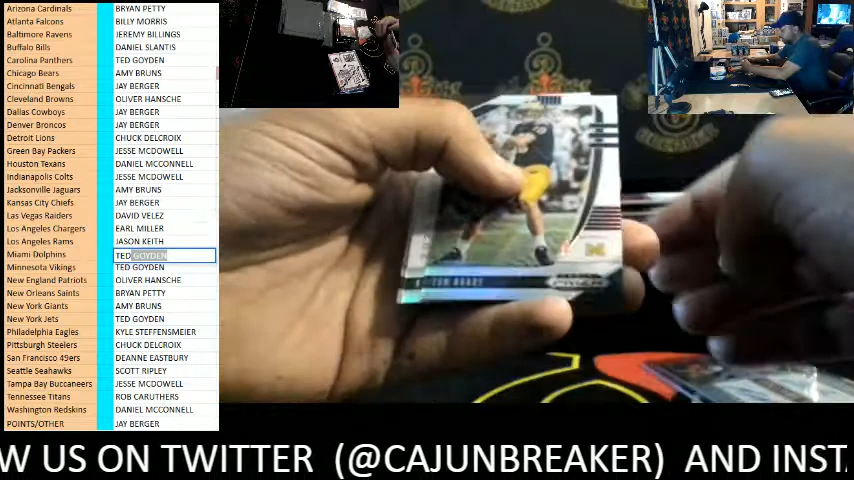 Arizona Cardinals BRYAN PETTY
Atlanta Falcons BILLY MORRIS
Baltimore Ravens JEREMY BILLINGS
Buffalo Bills DANIEL SLANTIS
Carolina Panthers TED GOYDEN
Chicago Bears AMY BRUNS
Cincinnati Bengals JAY BERGER
Cleveland Browns OLIVER HANSCHE
Dallas Cowboys JAY BERGER
Denver Broncos JAY BERGER
Detroit Lions CHUCK DELCROIX
Green Bay Packers JESSE MCDOWELL
Houston Texans DANIEL MCCONNELL
Indianapolis Colts JESSE MCDOWELL
Jacksonville Jaguars AMY BRUNS
Kansas City Chiefs JAY BERGER
Las Vegas Raiders DAVID VELEZ
Los Angeles Chargers EARL MILLER
Los Angeles Rams JASON KEITH
Miami Dolphins TED GOYDEN
Minnesota Vikings TED GOYDEN
New England Patriots OLIVER HANSCHE
New Orleans Saints BRYAN PETTY
New York Giants AMY BRUNS
New York Jets TED GOYDEN
Philadelphia Eagles KYLE STEFFENSMEIER
Pittsburgh Steelers CHUCK DELCROIX
San Francisco 49ers DEANNE EASTBURY
Seattle Seahawks SCOTT RIPLEY
Tampa Bay Buccaneers JESSE MCDOWELL
Tennessee Titans ROB CARUTHERS
Washington Redskins DANIEL MCCONNELL
POINTS/OTHER JAY BERGER
W US ON TWITTER (@CAJUNBREAKER) AND INSTA